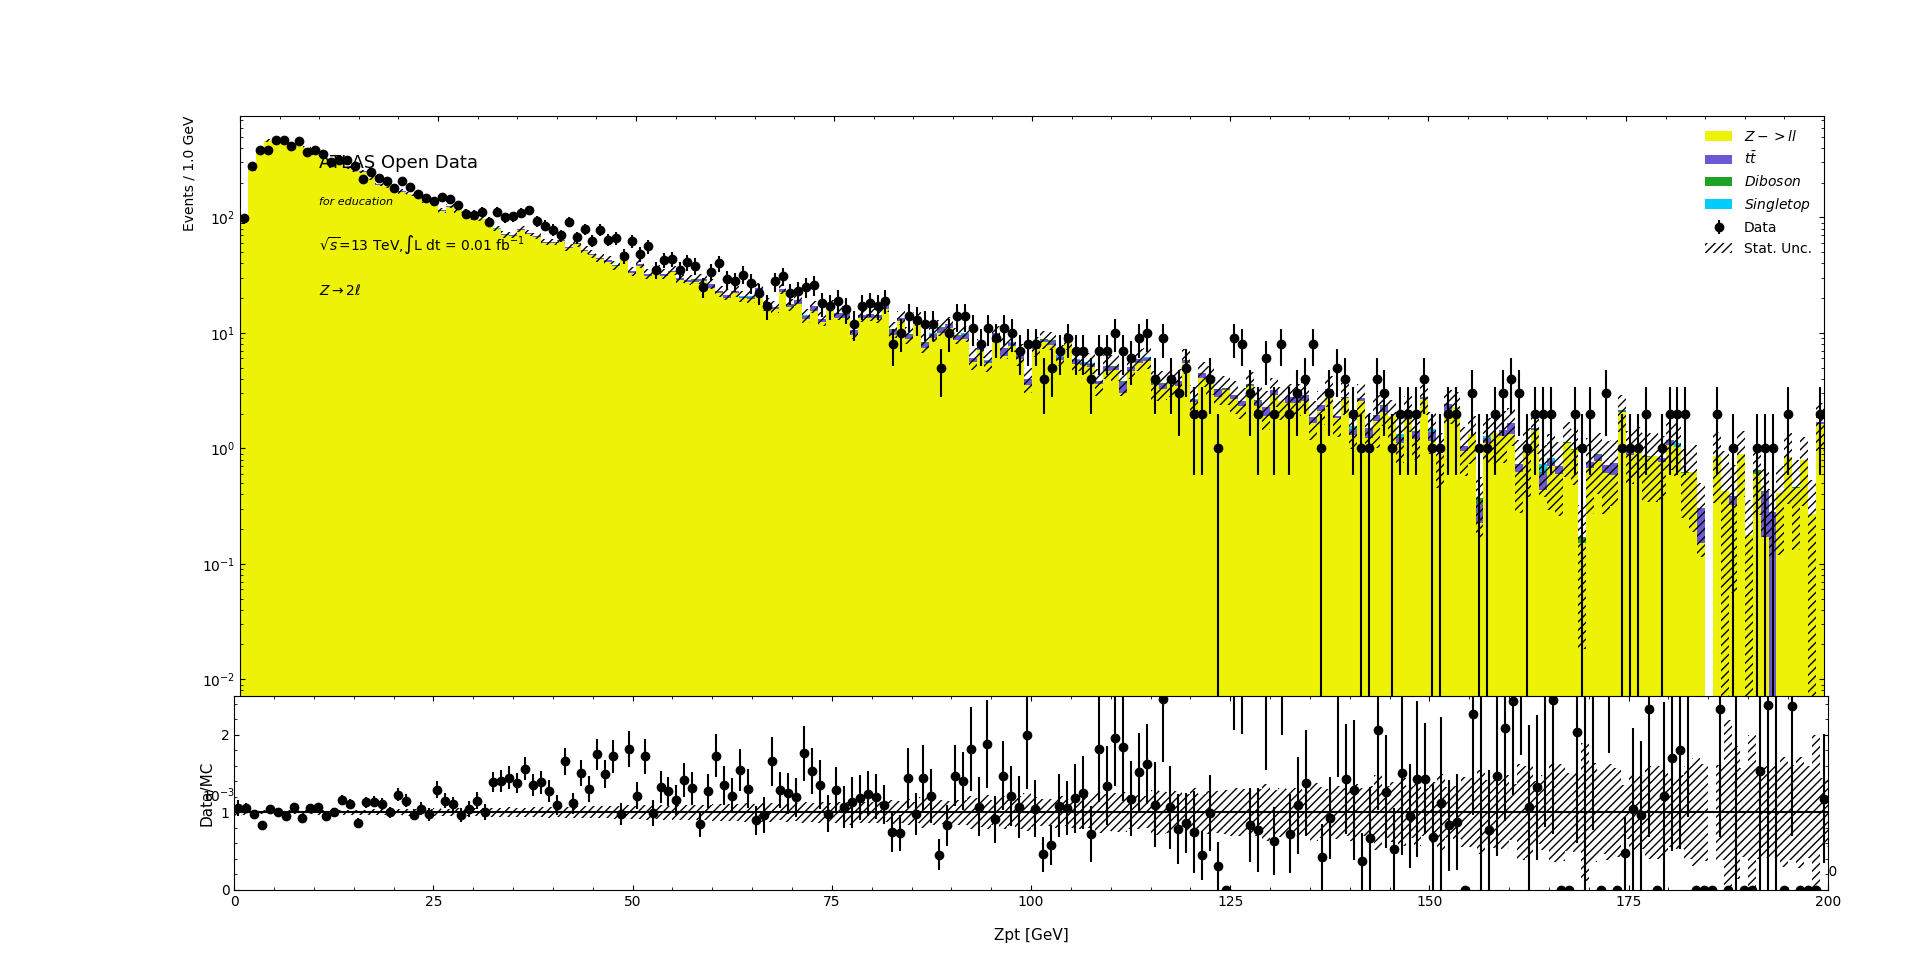 Events / 1.0 GeV
ATLAS Open Data
for education
√s=13 TeV,∫L dt = 0.01 fb⁻¹
Z→2ℓ
Z − > ll
tt̄
Diboson
Singletop
Data
Stat. Unc.
10²
10¹
10⁰
10⁻¹
10⁻²
Data/MC
2
1
0
0
25
50
75
100
125
150
175
200
Zpt [GeV]